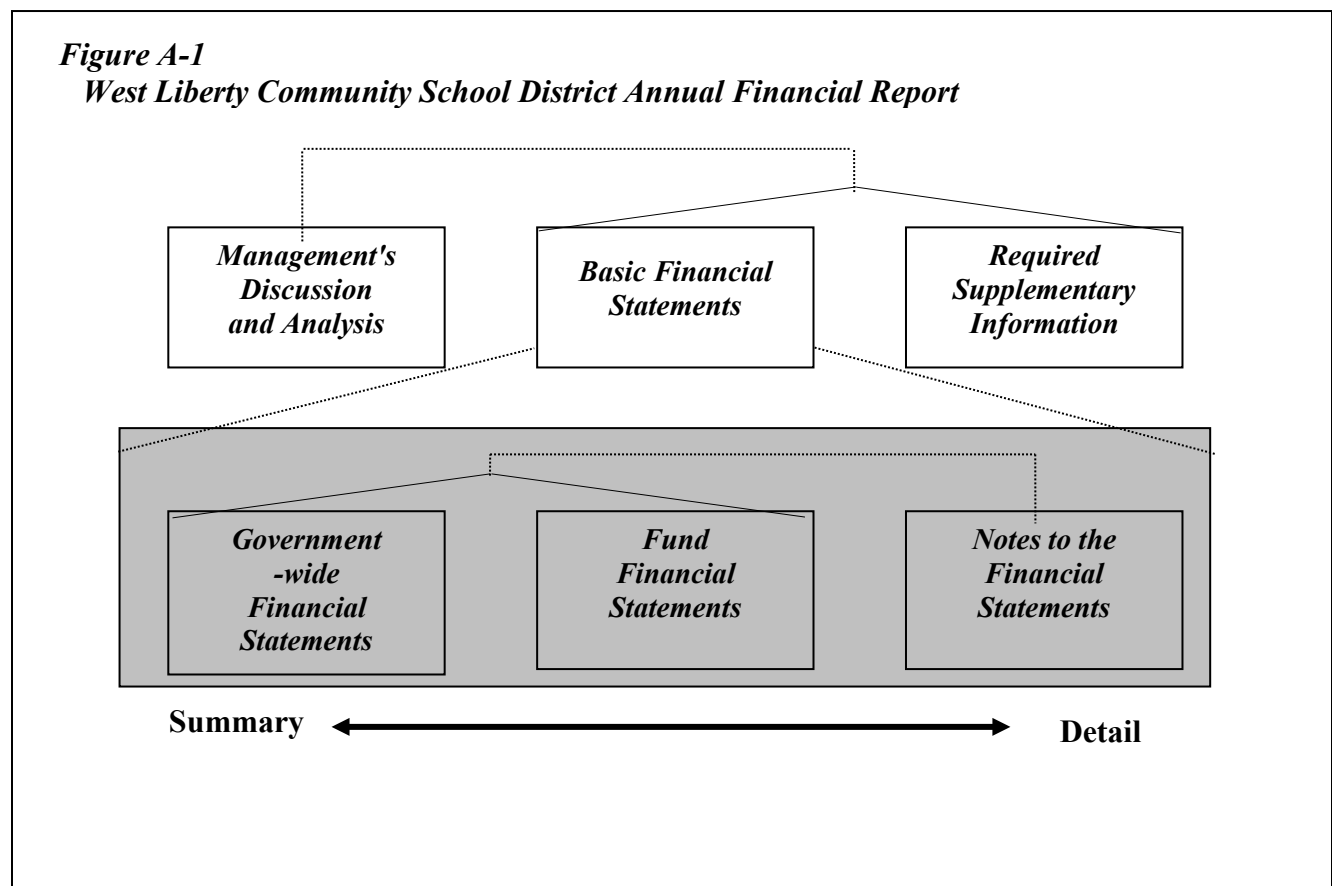 Figure A-1
West Liberty Community School District Annual Financial Report
Management's
Discussion
and Analysis
Basic Financial
Statements
Required
Supplementary
Information
Government
-wide
Financial
Statements
Fund
Financial
Statements
Notes to the
Financial
Statements
Summary
Detail